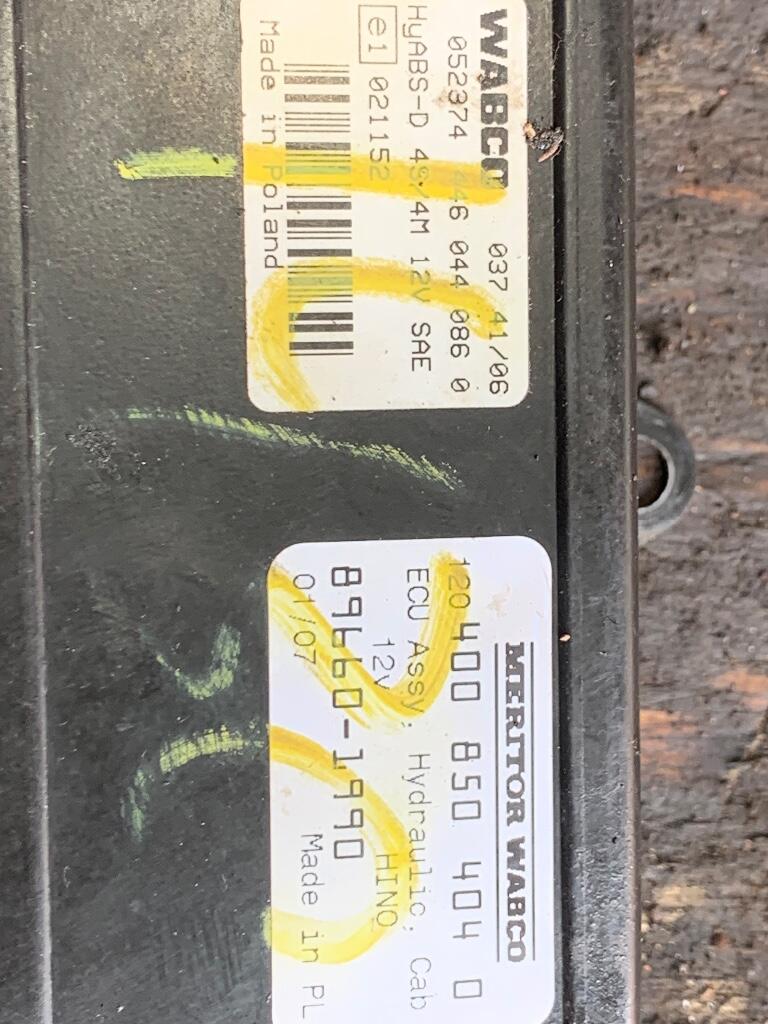 WABCO 037 41/06
052374 446 044 086 0
HyABS-D 4S/4M 12V SAE
e1 021152
Made in Poland
MERITOR WABCO
120 400 850 404 0
ECU Assy, Hydraulic, Cab
12V HINO
89660-1990
01/07 Made in PL